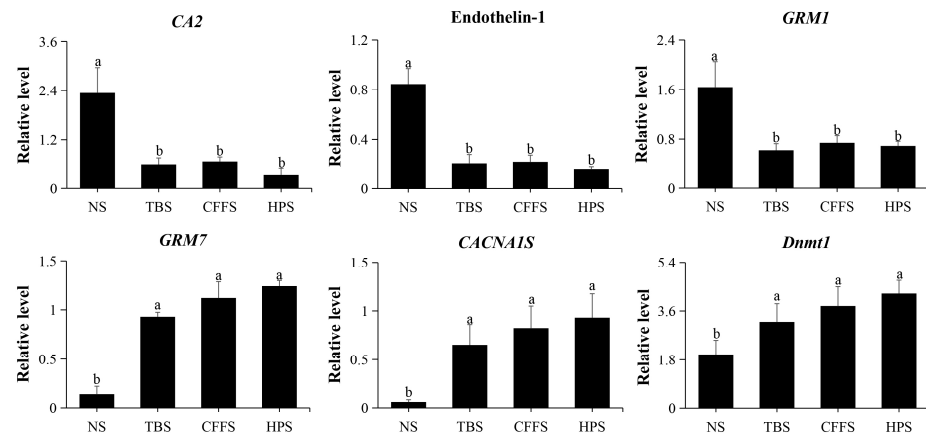 CA2
Relative level
3.6
2.4
1.2
0
a
b
b
b
NS TBS CFFS HPS
Endothelin-1
Relative level
1.2
0.8
0.4
0
a
b
b
b
NS TBS CFFS HPS
GRM1
Relative level
2.4
1.6
0.8
0
a
b
b
b
NS TBS CFFS HPS
GRM7
Relative level
1.5
1
0.5
0
b
a
a
a
NS TBS CFFS HPS
CACNA1S
Relative level
1.5
1
0.5
0
b
a
a
a
NS TBS CFFS HPS
Dnmt1
Relative level
5.4
3.6
1.8
0
b
a
a
a
NS TBS CFFS HPS